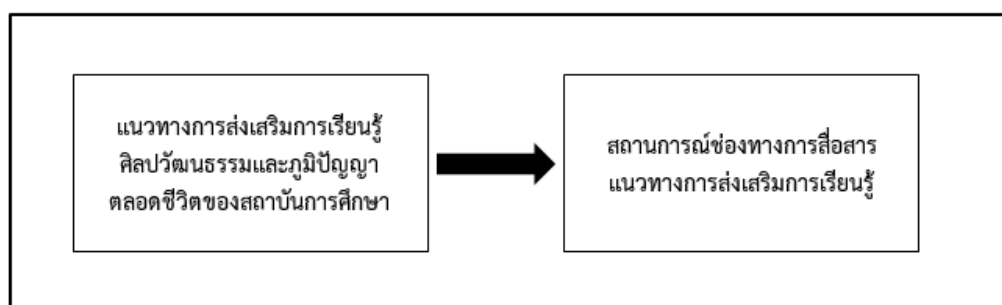 แนวทางการส่งเสริมการเรียนรู้
ศิลปวัฒนธรรมและภูมิปัญญา
ตลอดชีวิตของสถาบันการศึกษา
สถานการณ์ช่องทางการสื่อสาร
แนวทางการส่งเสริมการเรียนรู้